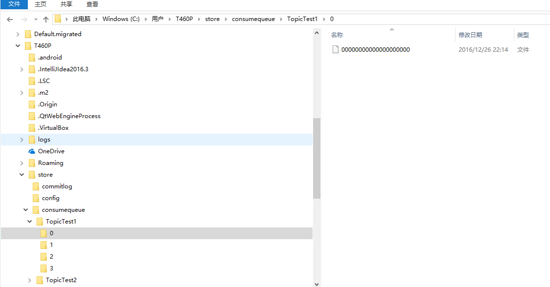 文件 主页 共享 查看
此电脑 › Windows (C:) › 用户 › T460P › store › consumequeue › TopicTest1 › 0
Default.migrated
T460P
.android
.IntelliJIdea2016.3
.LSC
.m2
.Origin
.QtWebEngineProcess
.VirtualBox
logs
OneDrive
Roaming
store
commitlog
config
consumequeue
TopicTest1
0
1
2
3
TopicTest2
名称 修改日期 类型
00000000000000000000 2016/12/26 22:14 文件